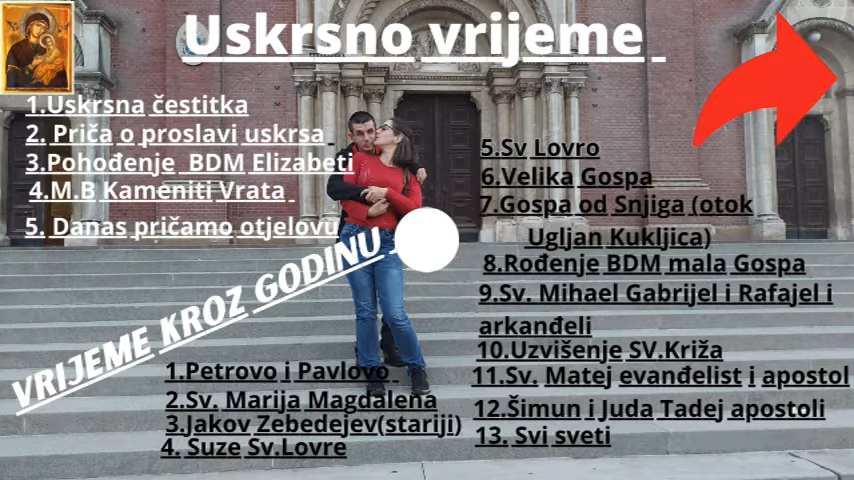 Uskrsno vrijeme
1.Uskrsna čestitka
2. Priča o proslavi uskrsa
3.Pohođenje BDM Elizabeti
4.M.B Kameniti Vrata
5. Danas pričamo otjelovu
VRIJEME KROZ GODINU
1.Petrovo i Pavlovo
2.Sv. Marija Magdalena
3.Jakov Zebedejev(stariji)
4. Suze Sv.Lovre
5.Sv Lovro
6.Velika Gospa
7.Gospa od Snjiga (otok
Ugljan Kukljica)
8.Rođenje BDM mala Gospa
9.Sv. Mihael Gabrijel i Rafajel i
arkanđeli
10.Uzvišenje SV.Križa
11.Sv. Matej evanđelist i apostol
12.Šimun i Juda Tadej apostoli
13. Svi sveti